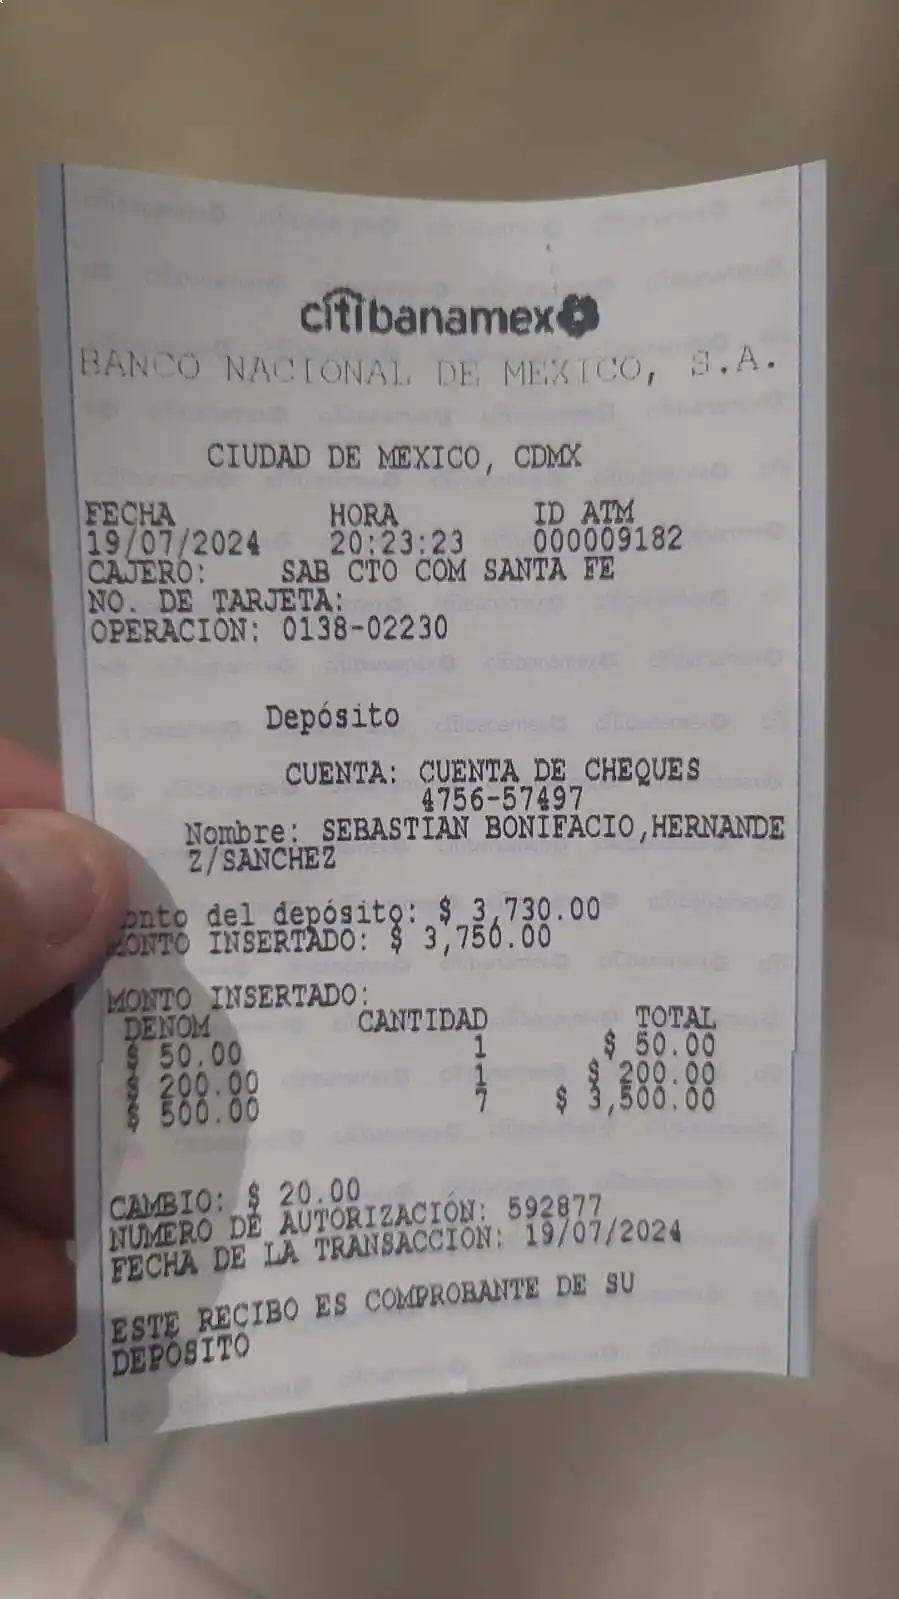 citibanamex
BANCO NACIONAL DE MEXICO, S.A.
CIUDAD DE MEXICO, CDMX
FECHA HORA ID ATM
19/07/2024 20:23:23 000009182
CAJERO: SAB CTO COM SANTA FE
NO. DE TARJETA:
OPERACION: 0138-02230
Depósito
CUENTA: CUENTA DE CHEQUES
4756-57497
Nombre: SEBASTIAN BONIFACIO,HERNANDE
Z/SANCHEZ
onto del depósito: $ 3,730.00
MONTO INSERTADO: $ 3,750.00
MONTO INSERTADO:
DENOM CANTIDAD TOTAL
$ 50.00 1 $ 50.00
$ 200.00 1 $ 200.00
$ 500.00 7 $ 3,500.00
CAMBIO: $ 20.00
NUMERO DE AUTORIZACIÓN: 592877
FECHA DE LA TRANSACCION: 19/07/2024
ESTE RECIBO ES COMPROBANTE DE SU
DEPOSITO